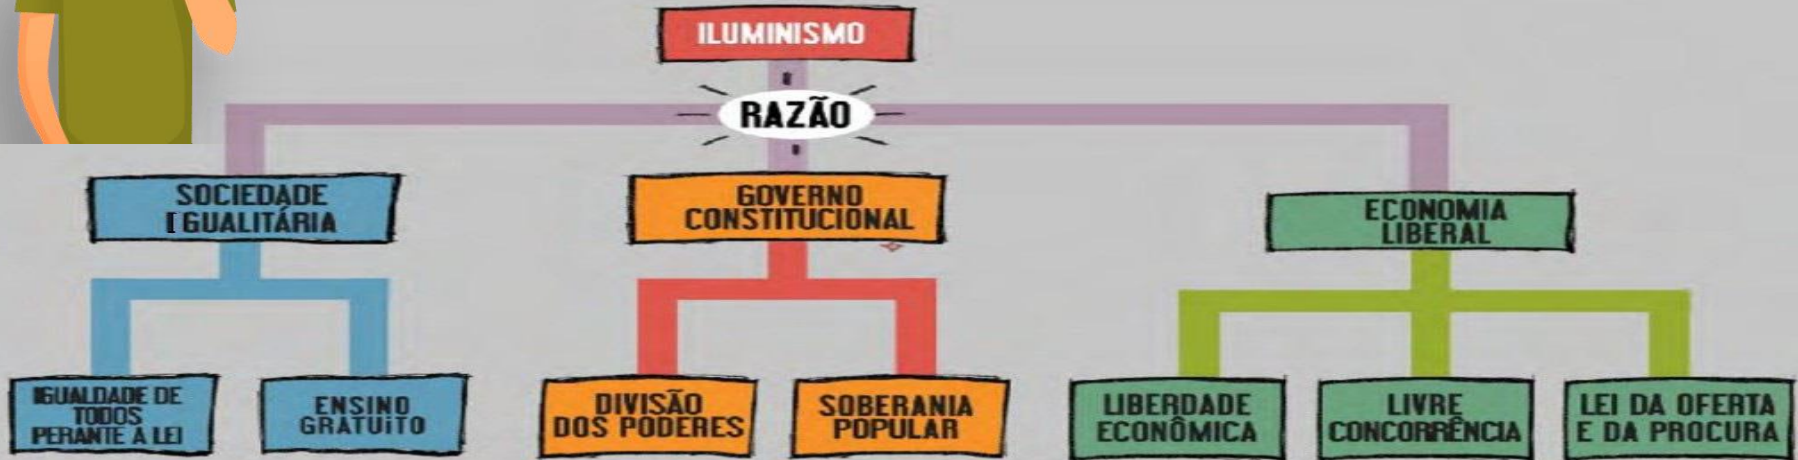 ILUMINISMO
RAZÃO
SOCIEDADE
IGUALITÁRIA
GOVERNO
CONSTITUCIONAL
ECONOMIA
LIBERAL
IGUALDADE DE
TODOS
PERANTE A LEI
ENSINO
GRATUiTO
DIVISÃO
DOS PODERES
SOBERANIA
POPULAR
LIBERDADE
ECONÔMICA
LIVRE
CONCORRÊNCIA
LEI DA OFERTA
E DA PROCURA